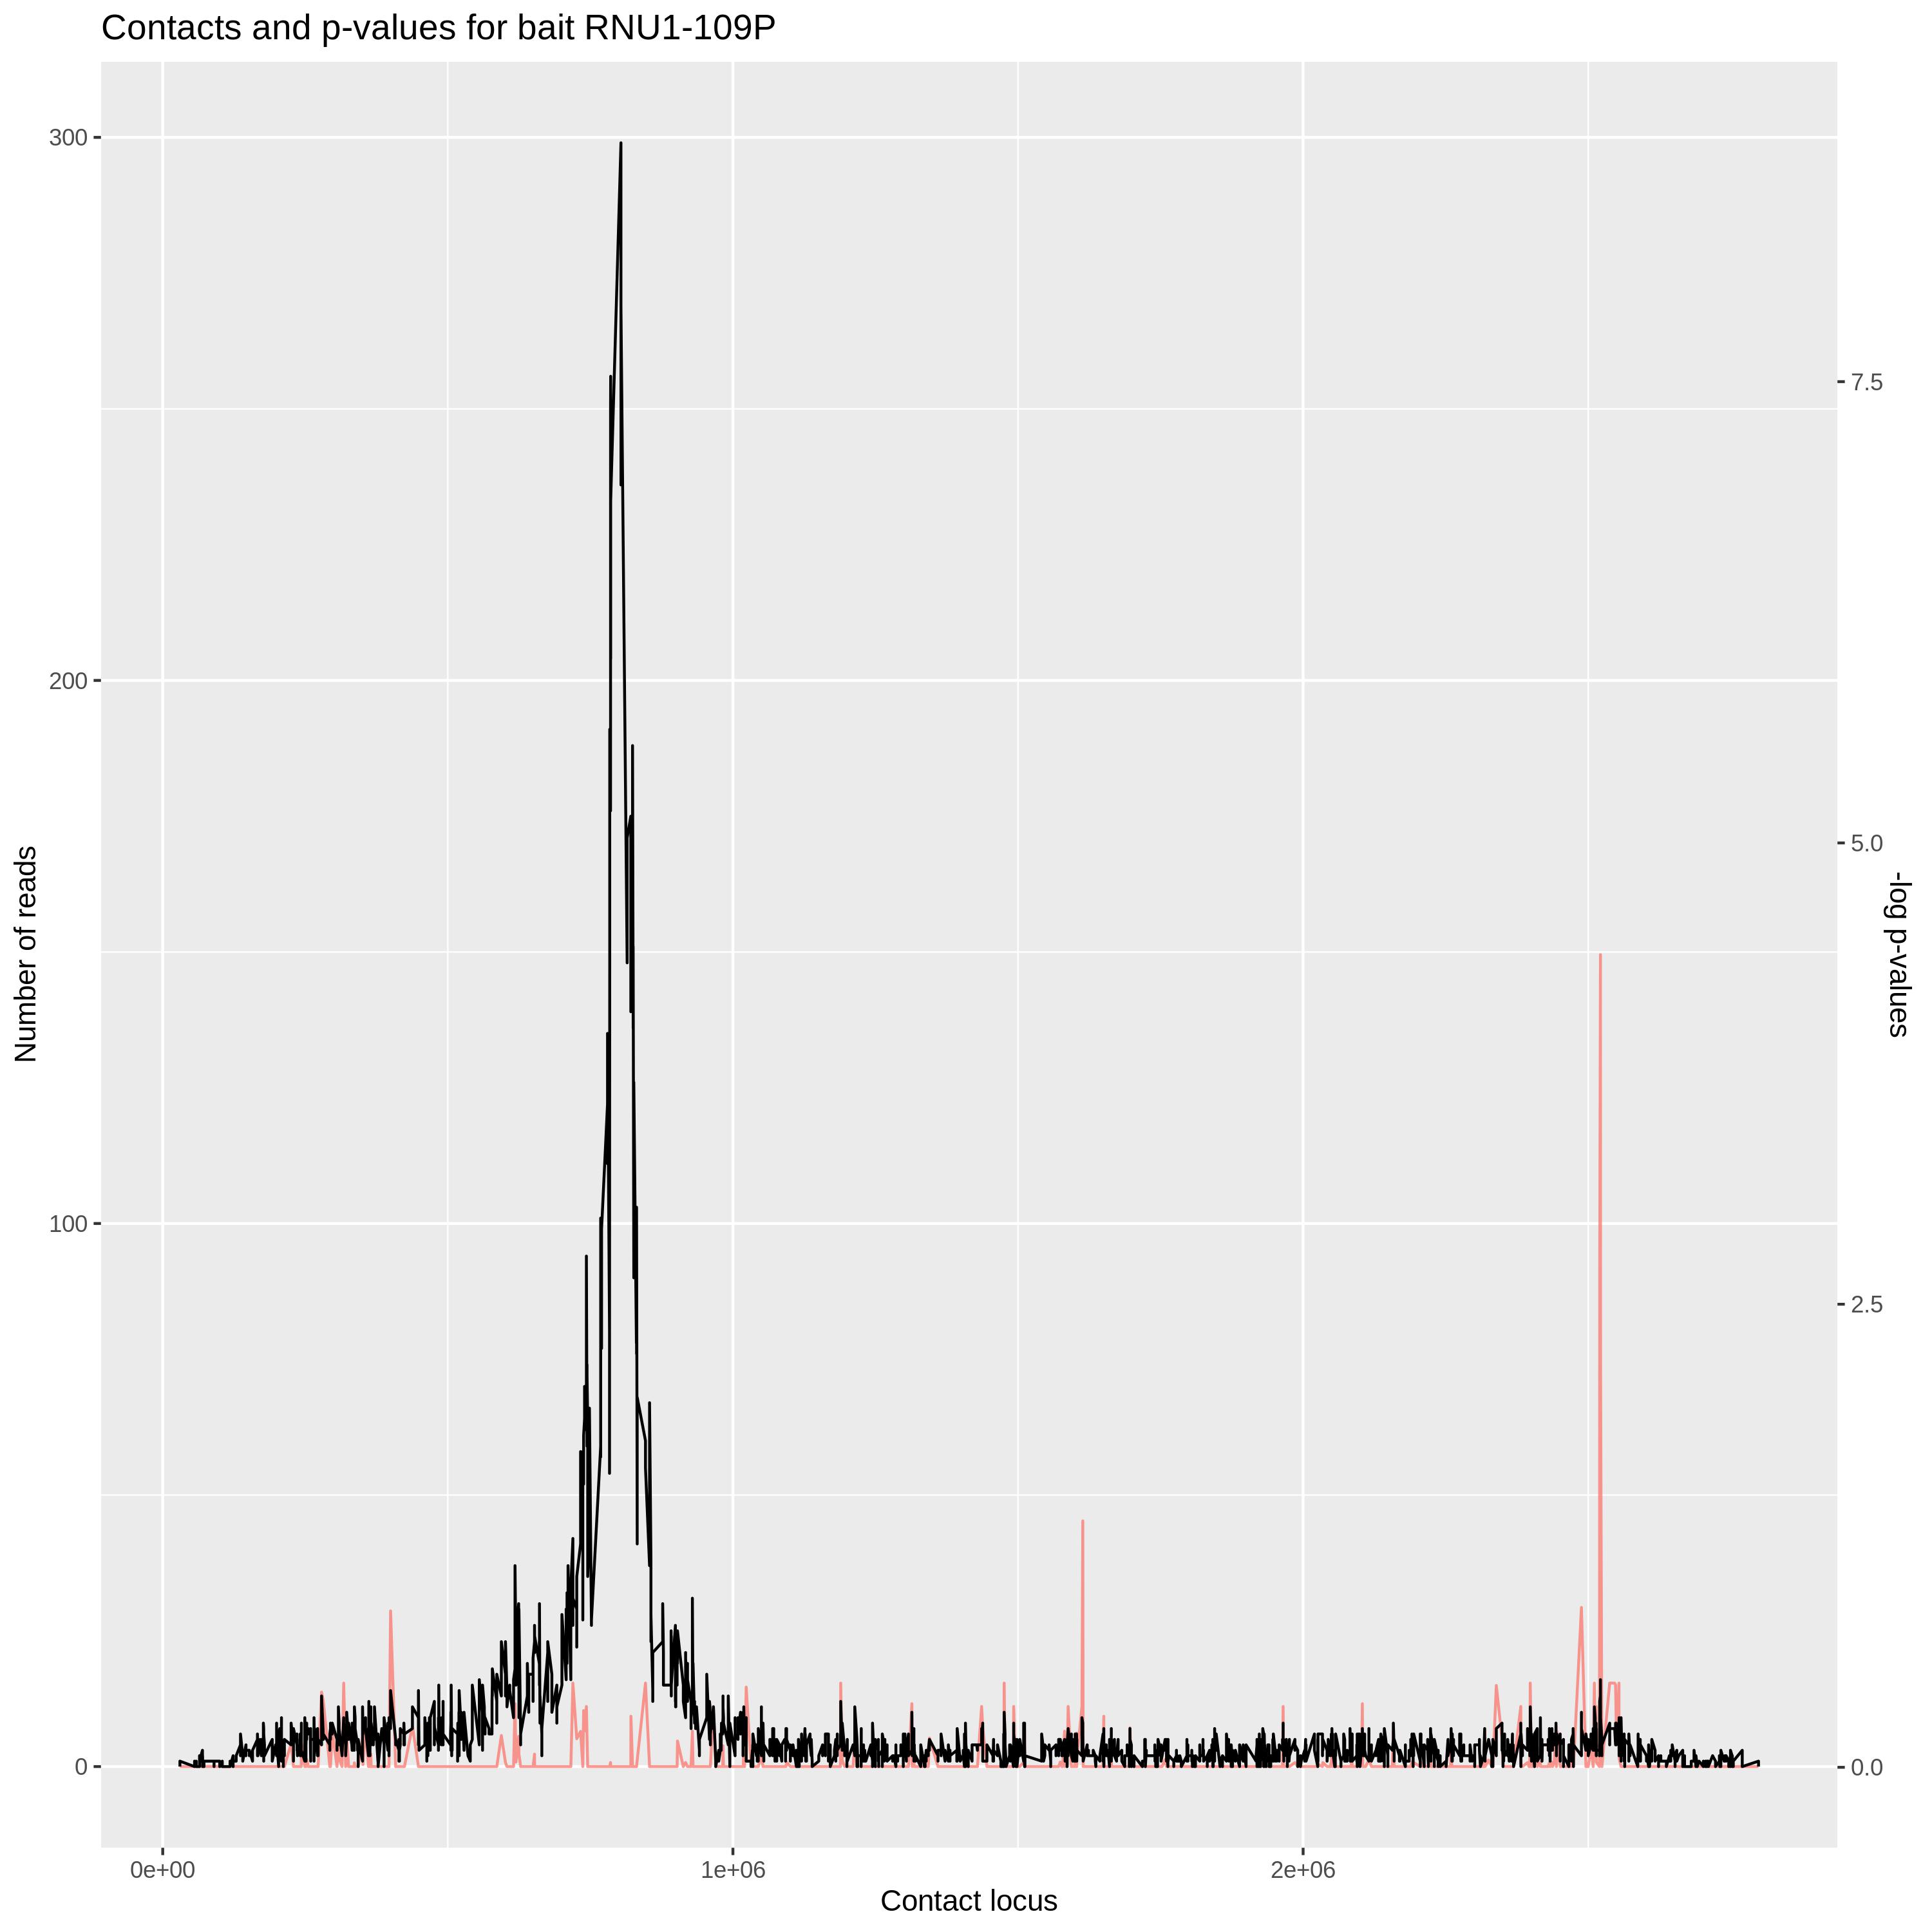 Contacts and p-values for bait RNU1-109P
300
200
100
0
Number of reads
7.5
5.0
2.5
0.0
-log p-values
0e+00 1e+06 2e+06
Contact locus